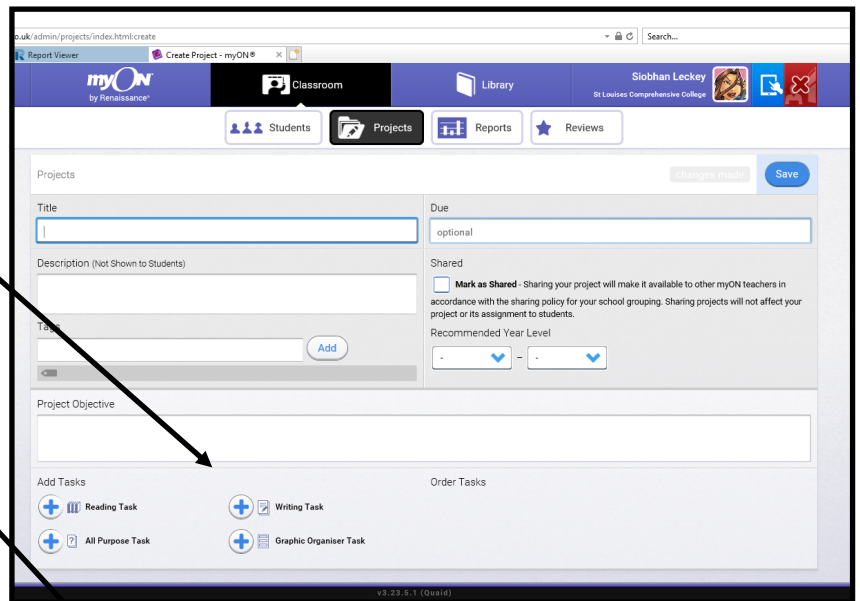 o.uk/admin/projects/index.html:create
Search...
Report Viewer
Create Project - myON®
myON
by Renaissance®
Classroom
Library
Siobhan Leckey
St Louises Comprehensive College
Students
Projects
Reports
Reviews
Projects
changes made
Save
Title
Due
optional
Description (Not Shown to Students)
Shared
Mark as Shared - Sharing your project will make it available to other myON teachers in
accordance with the sharing policy for your school grouping. Sharing projects will not affect your
project or its assignment to students.
Tags
Add
Recommended Year Level
- – -
Project Objective
Add Tasks
Order Tasks
Reading Task
Writing Task
All Purpose Task
Graphic Organiser Task
v3.23.5.1 (Quaid)